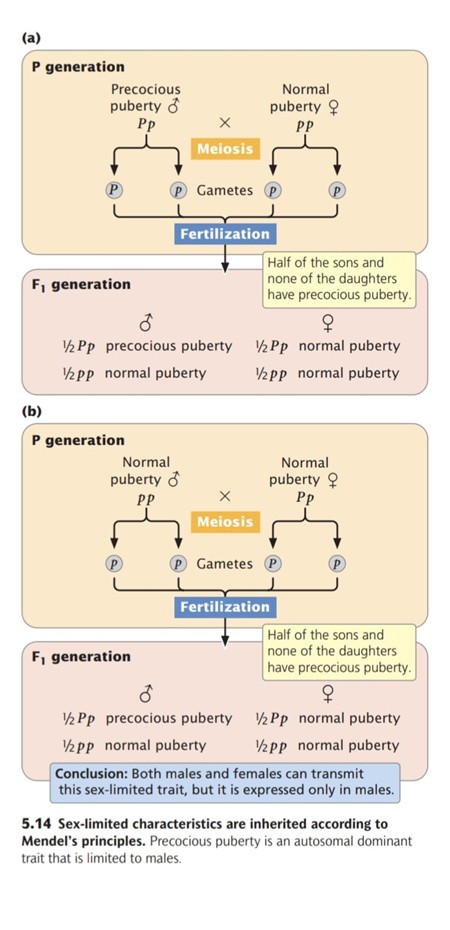 (a)
P generation
Precocious
puberty ♂
Pp
×
Normal
puberty ♀
pp
Meiosis
P p Gametes p p
Fertilization
Half of the sons and
none of the daughters
have precocious puberty.
F1 generation
♂ ♀
½ Pp precocious puberty ½ Pp normal puberty
½ pp normal puberty ½ pp normal puberty
(b)
P generation
Normal
puberty ♂
pp
×
Normal
puberty ♀
Pp
Meiosis
p p Gametes P p
Fertilization
Half of the sons and
none of the daughters
have precocious puberty.
F1 generation
♂ ♀
½ Pp precocious puberty ½ Pp normal puberty
½ pp normal puberty ½ pp normal puberty
Conclusion: Both males and females can transmit
this sex-limited trait, but it is expressed only in males.
5.14 Sex-limited characteristics are inherited according to
Mendel's principles. Precocious puberty is an autosomal dominant
trait that is limited to males.